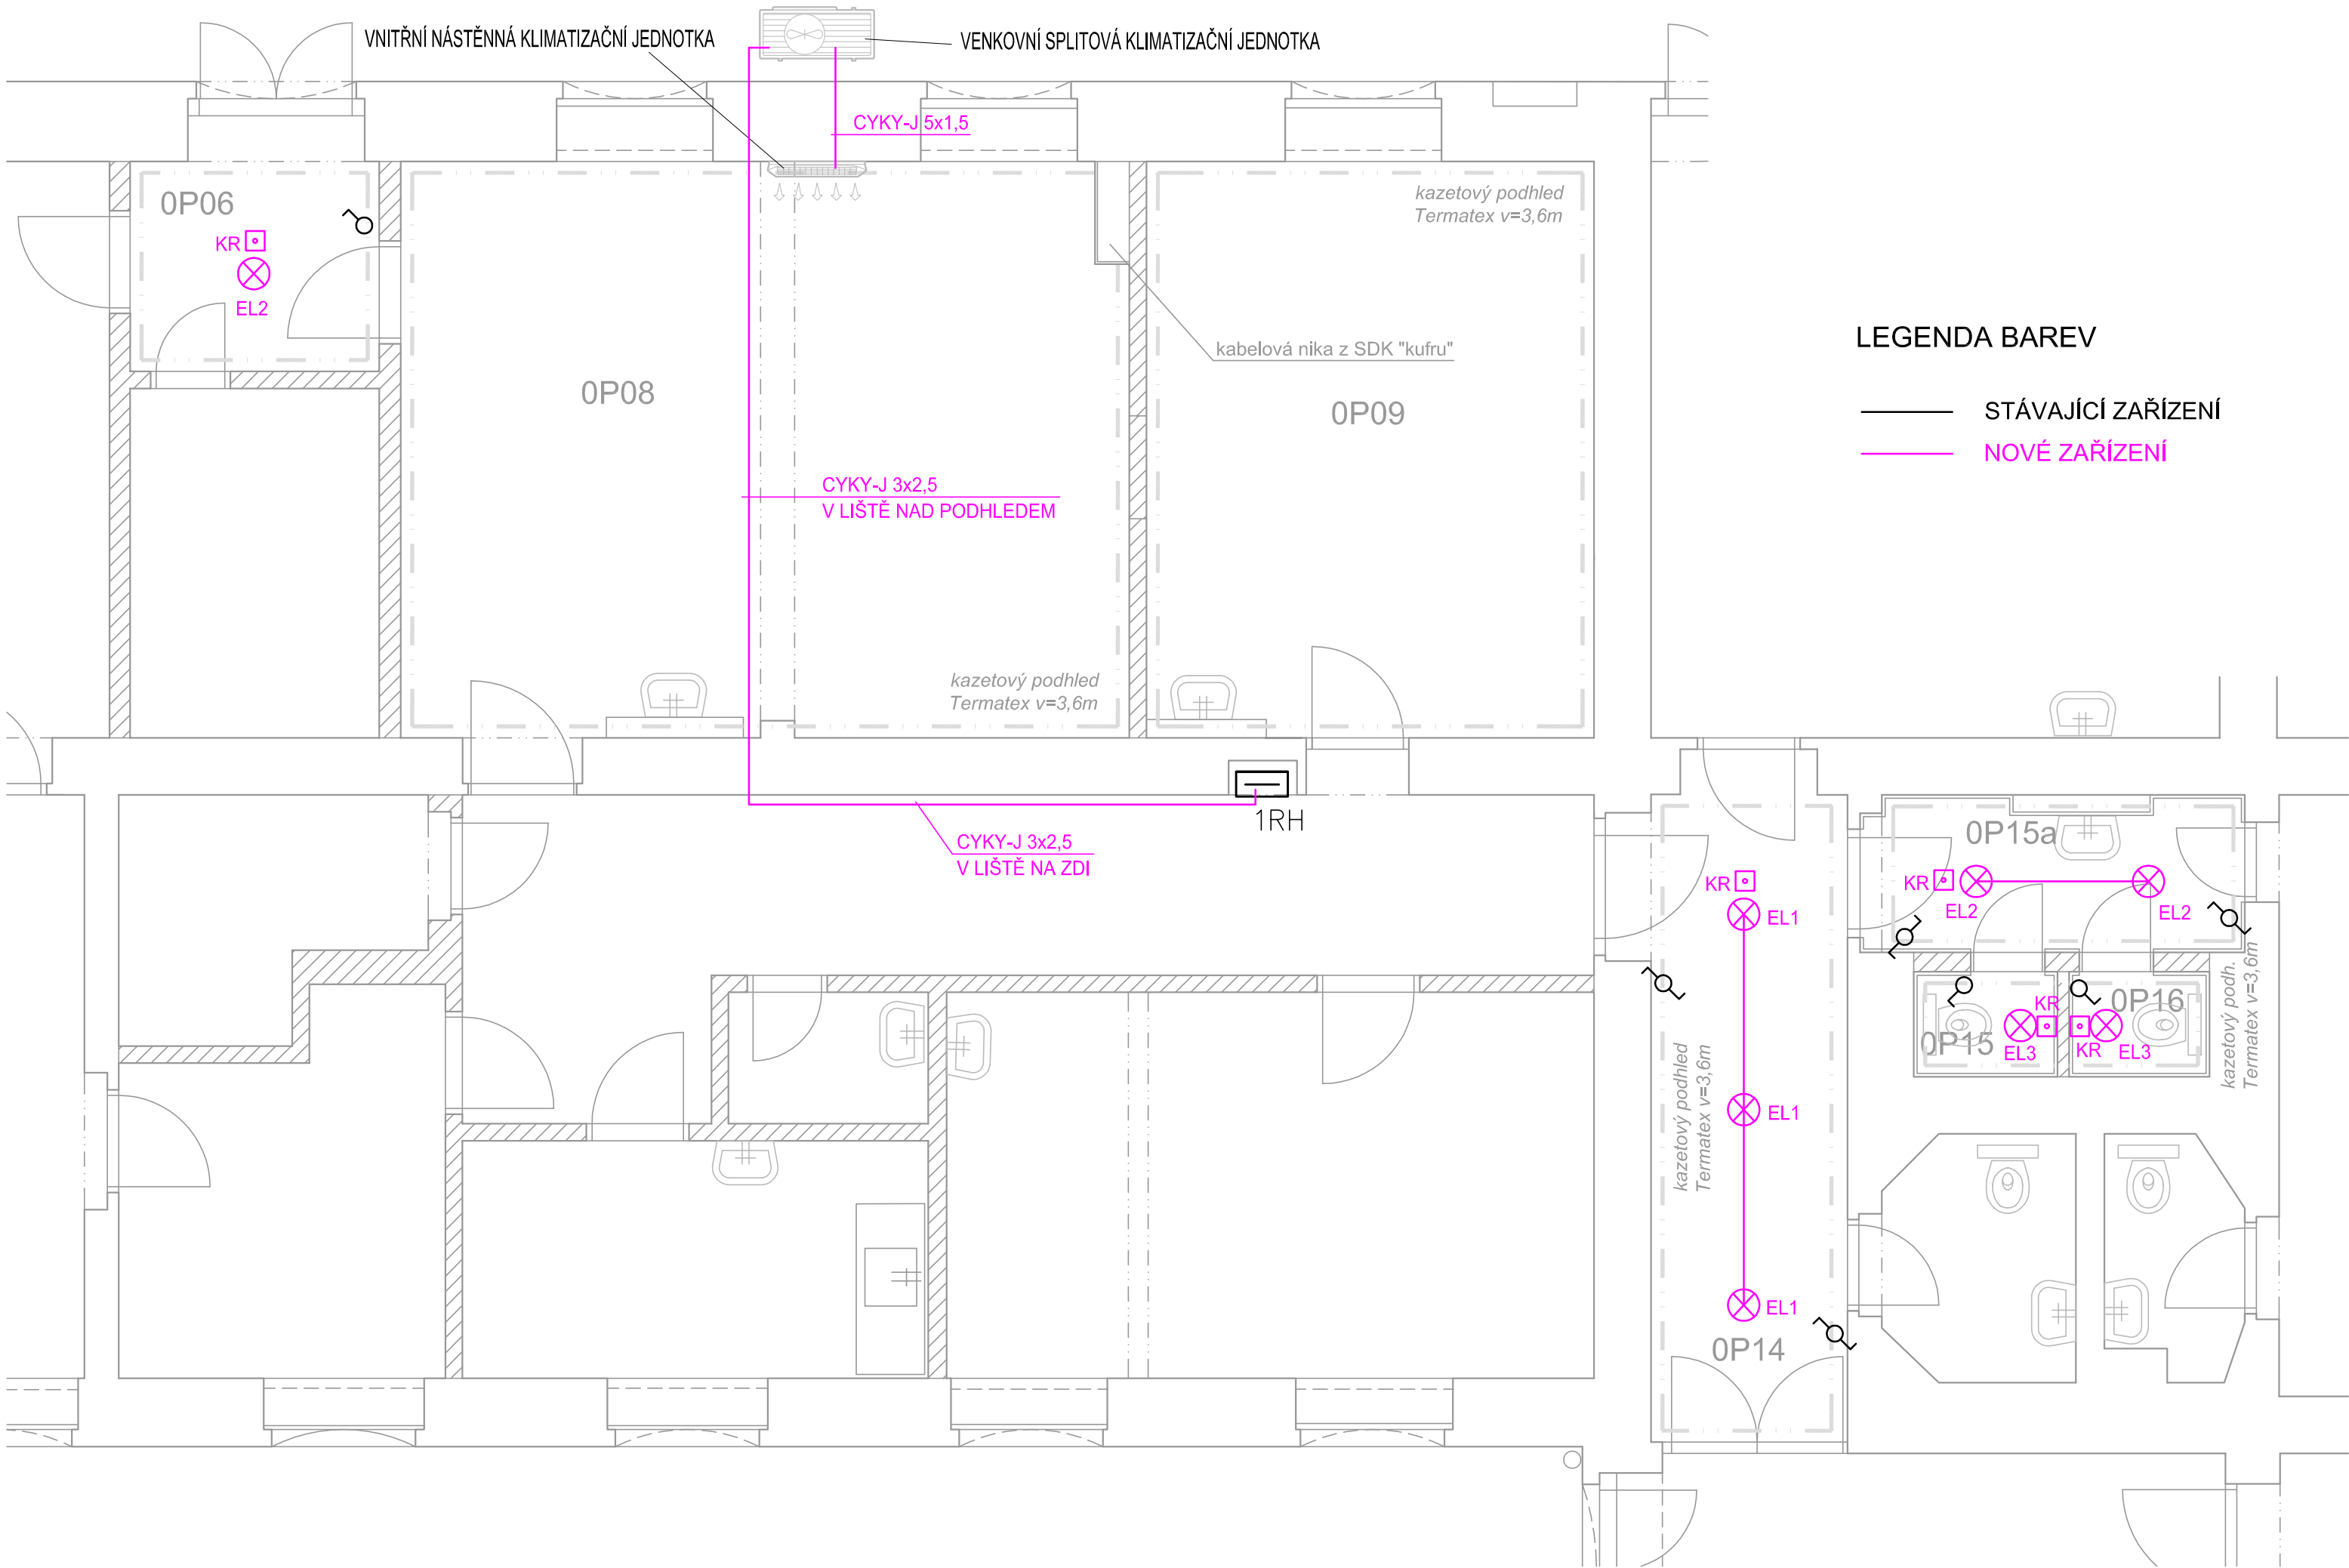 VNITŘNÍ NÁSTĚNNÁ KLIMATIZAČNÍ JEDNOTKA
VENKOVNÍ SPLITOVÁ KLIMATIZAČNÍ JEDNOTKA
CYKY-J 5x1,5
0P06
KR
EL2
kazetový podhled
Termatex v=3,6m
kabelová nika z SDK "kufru"
0P08
0P09
LEGENDA BAREV
STÁVAJÍCÍ ZAŘÍZENÍ
NOVÉ ZAŘÍZENÍ
CYKY-J 3x2,5
V LIŠTĚ NAD PODHLEDEM
kazetový podhled
Termatex v=3,6m
1RH
CYKY-J 3x2,5
V LIŠTĚ NA ZDI
0P15a
KR
EL1
KR
EL2
EL2
kazetový podh.
Termatex v=3,6m
KR
0P16
0P15
EL3
KR
EL3
kazetový podhled
Termatex v=3,6m
EL1
EL1
0P14